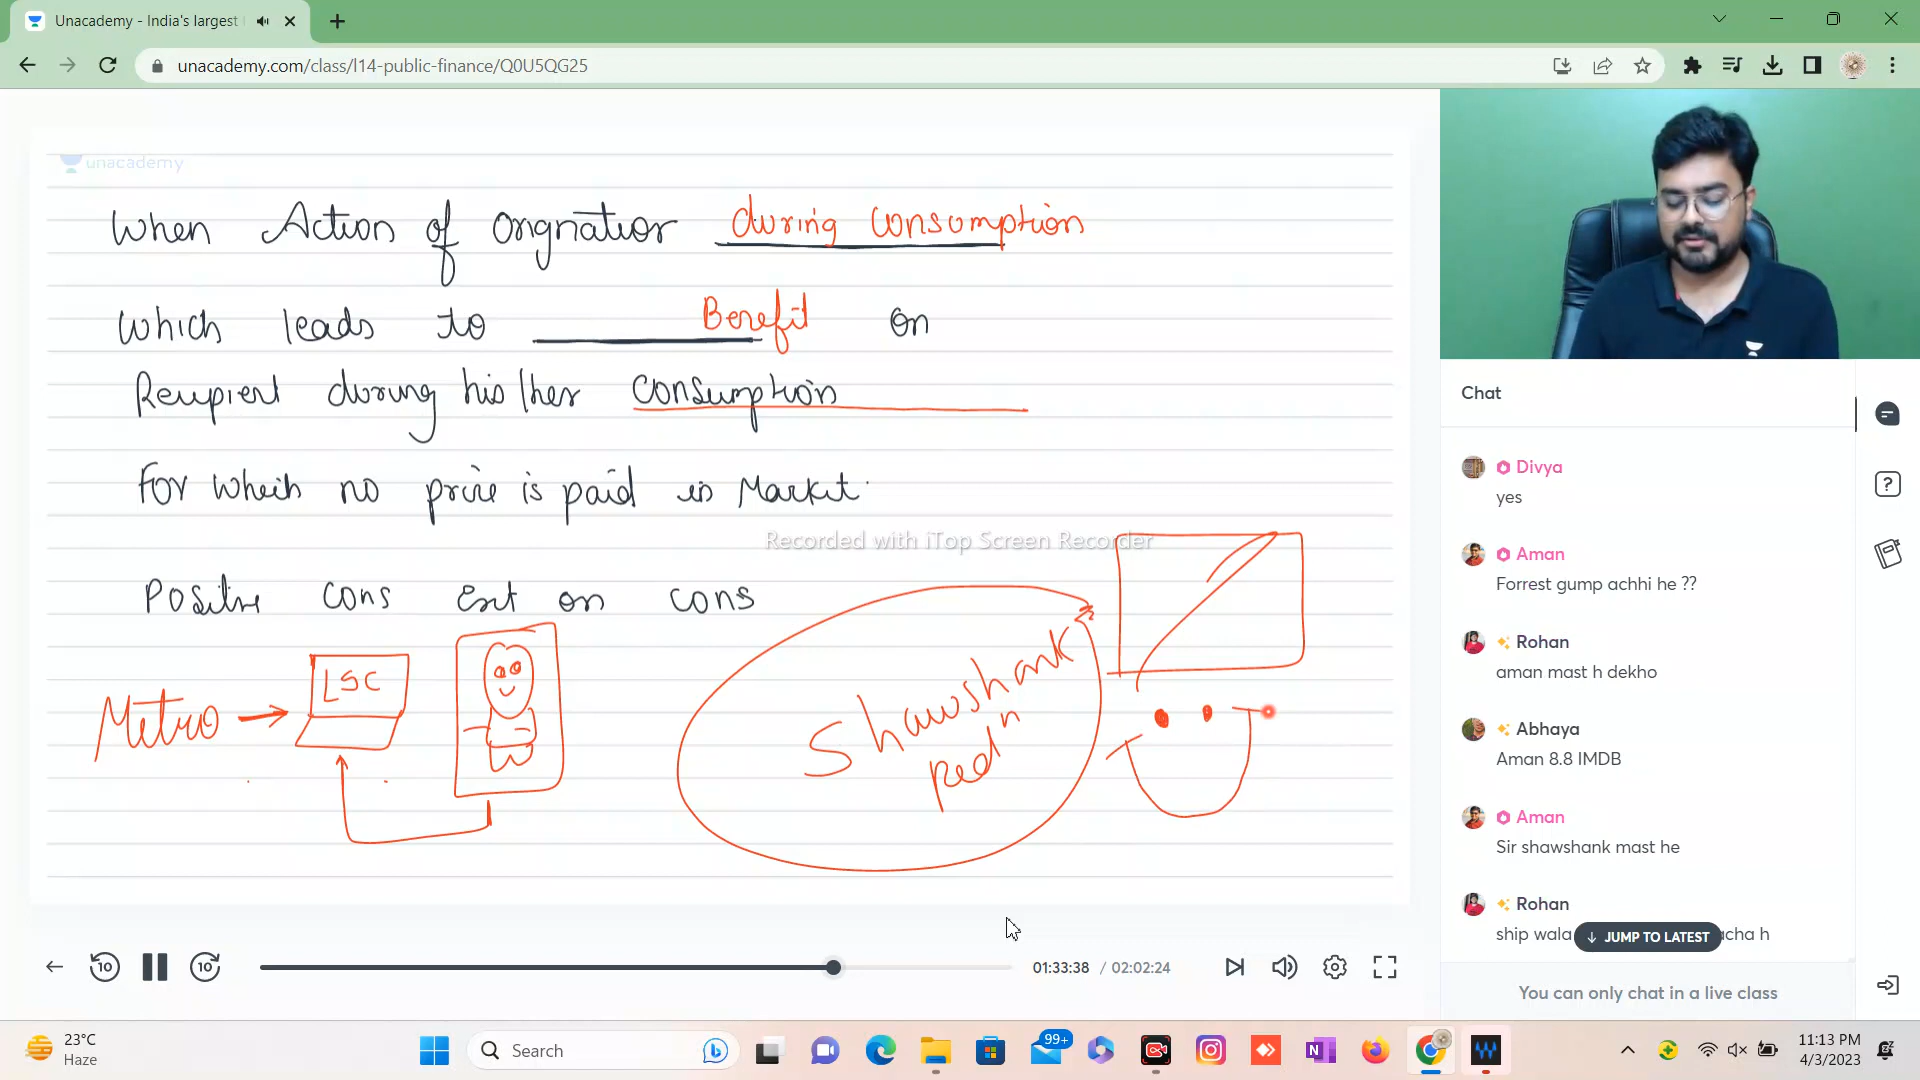 Unacademy - India's largest
unacademy.com/class/l14-public-finance/Q0U5QG25
unacademy
When Action of Orignatior during Consumption
Which leads to Benefit on
Recipient during his/her Consumption
For which no price is paid in Market.
Recorded with iTop Screen Recorder
Positive Cons Ext on Cons
Metro → LSC
Shawshank
redn
Chat
Divya
yes
Aman
Forrest gump achhi he ??
Rohan
aman mast h dekho
Abhaya
Aman 8.8 IMDB
Aman
Sir shawshank mast he
Rohan
ship wala
JUMP TO LATEST
acha h
You can only chat in a live class
10
10
01:33:38 / 02:02:24
23°C
Haze
Search
99+
11:13 PM
4/3/2023